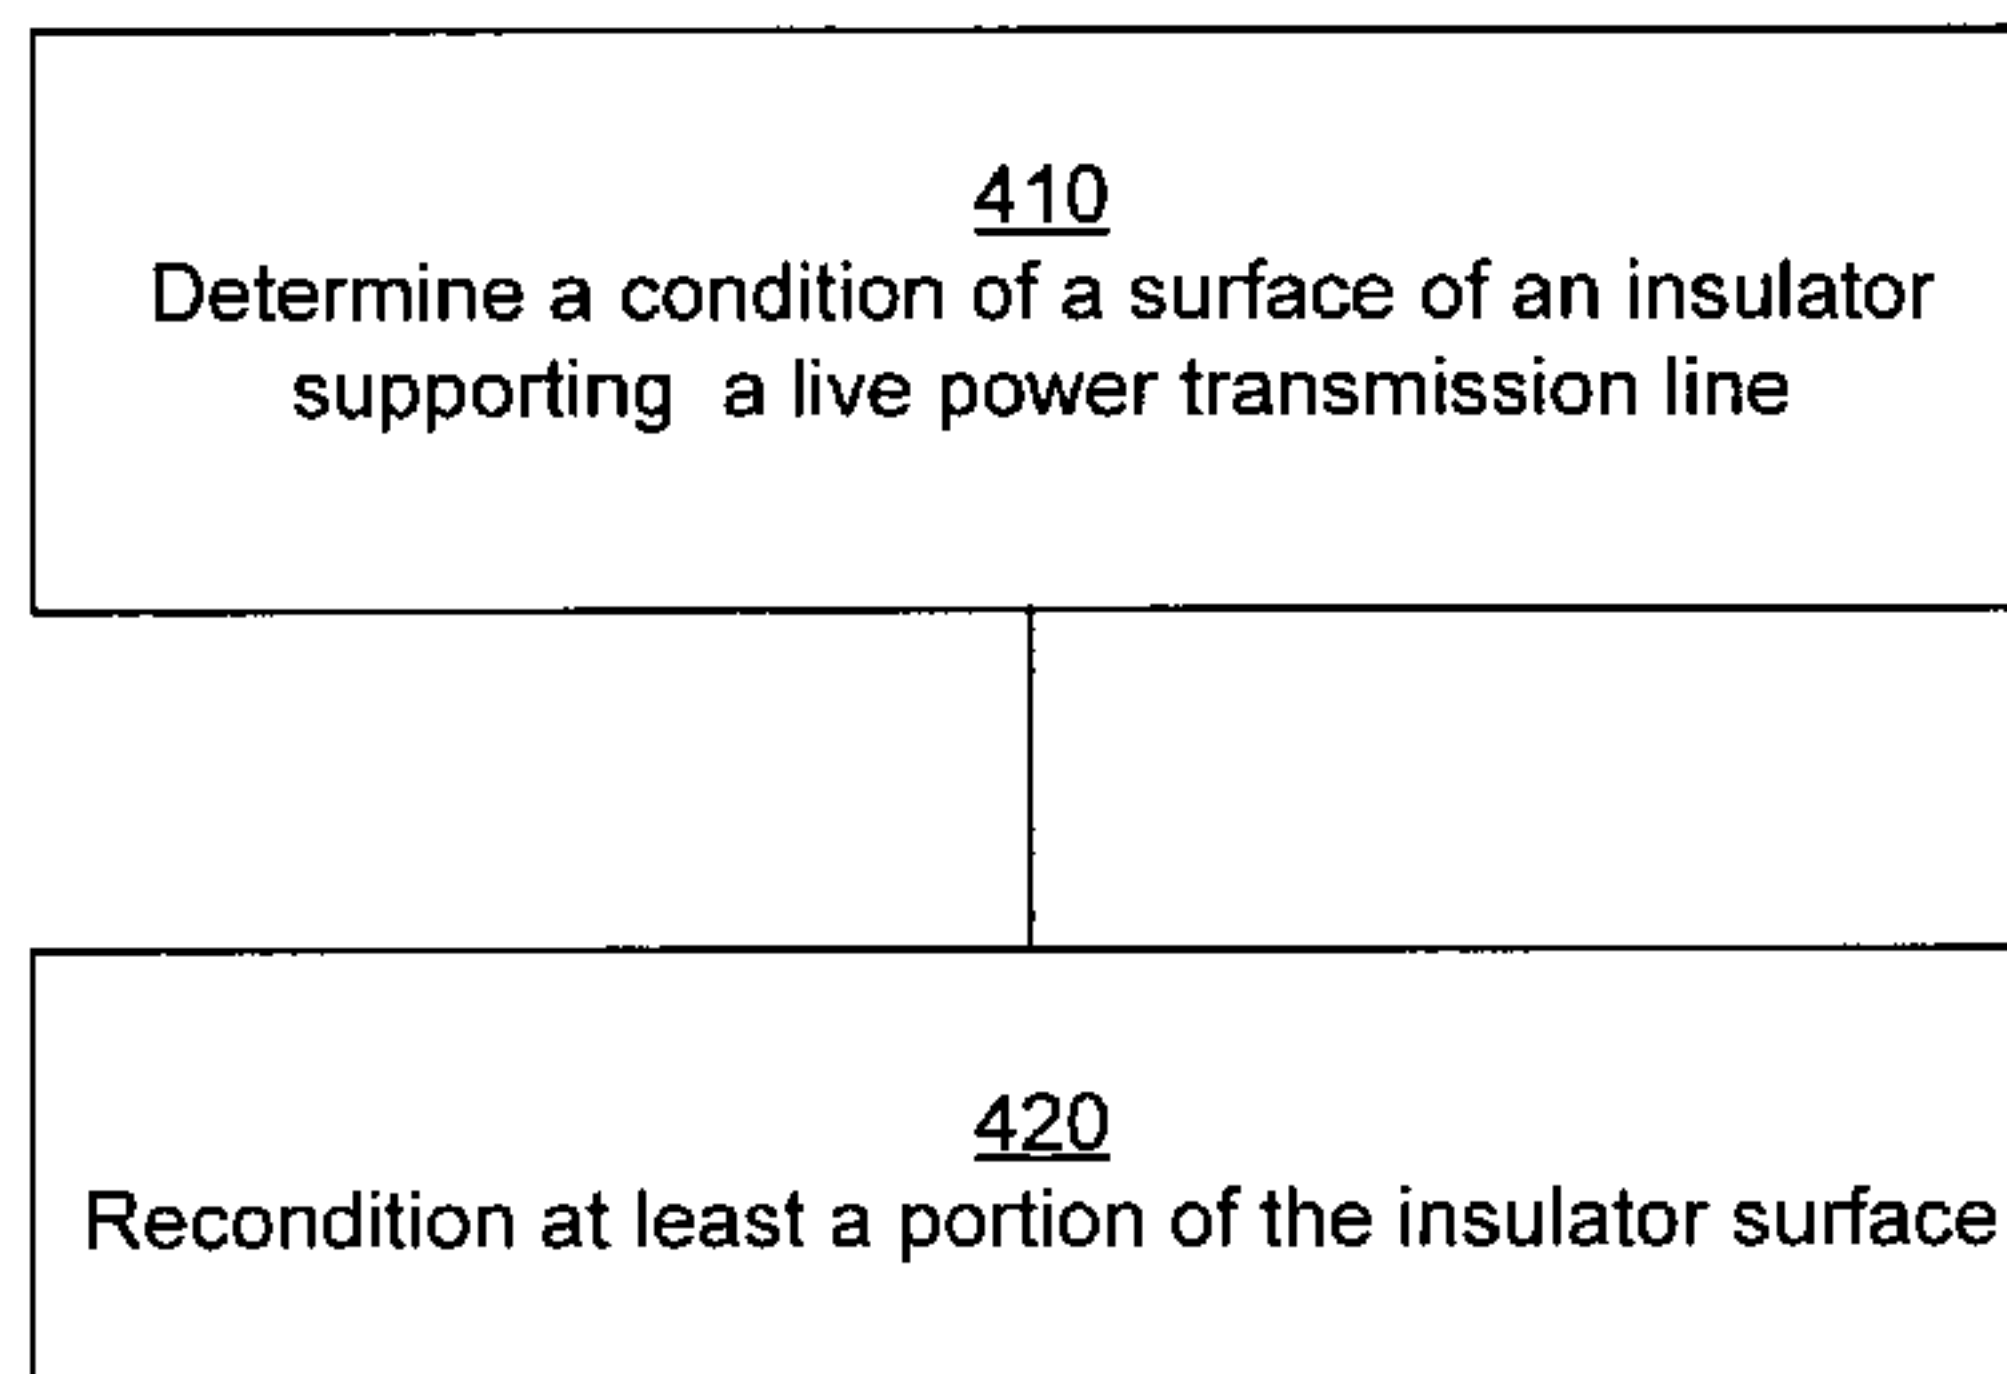 410
Determine a condition of a surface of an insulator
supporting a live power transmission line
420
Recondition at least a portion of the insulator surface